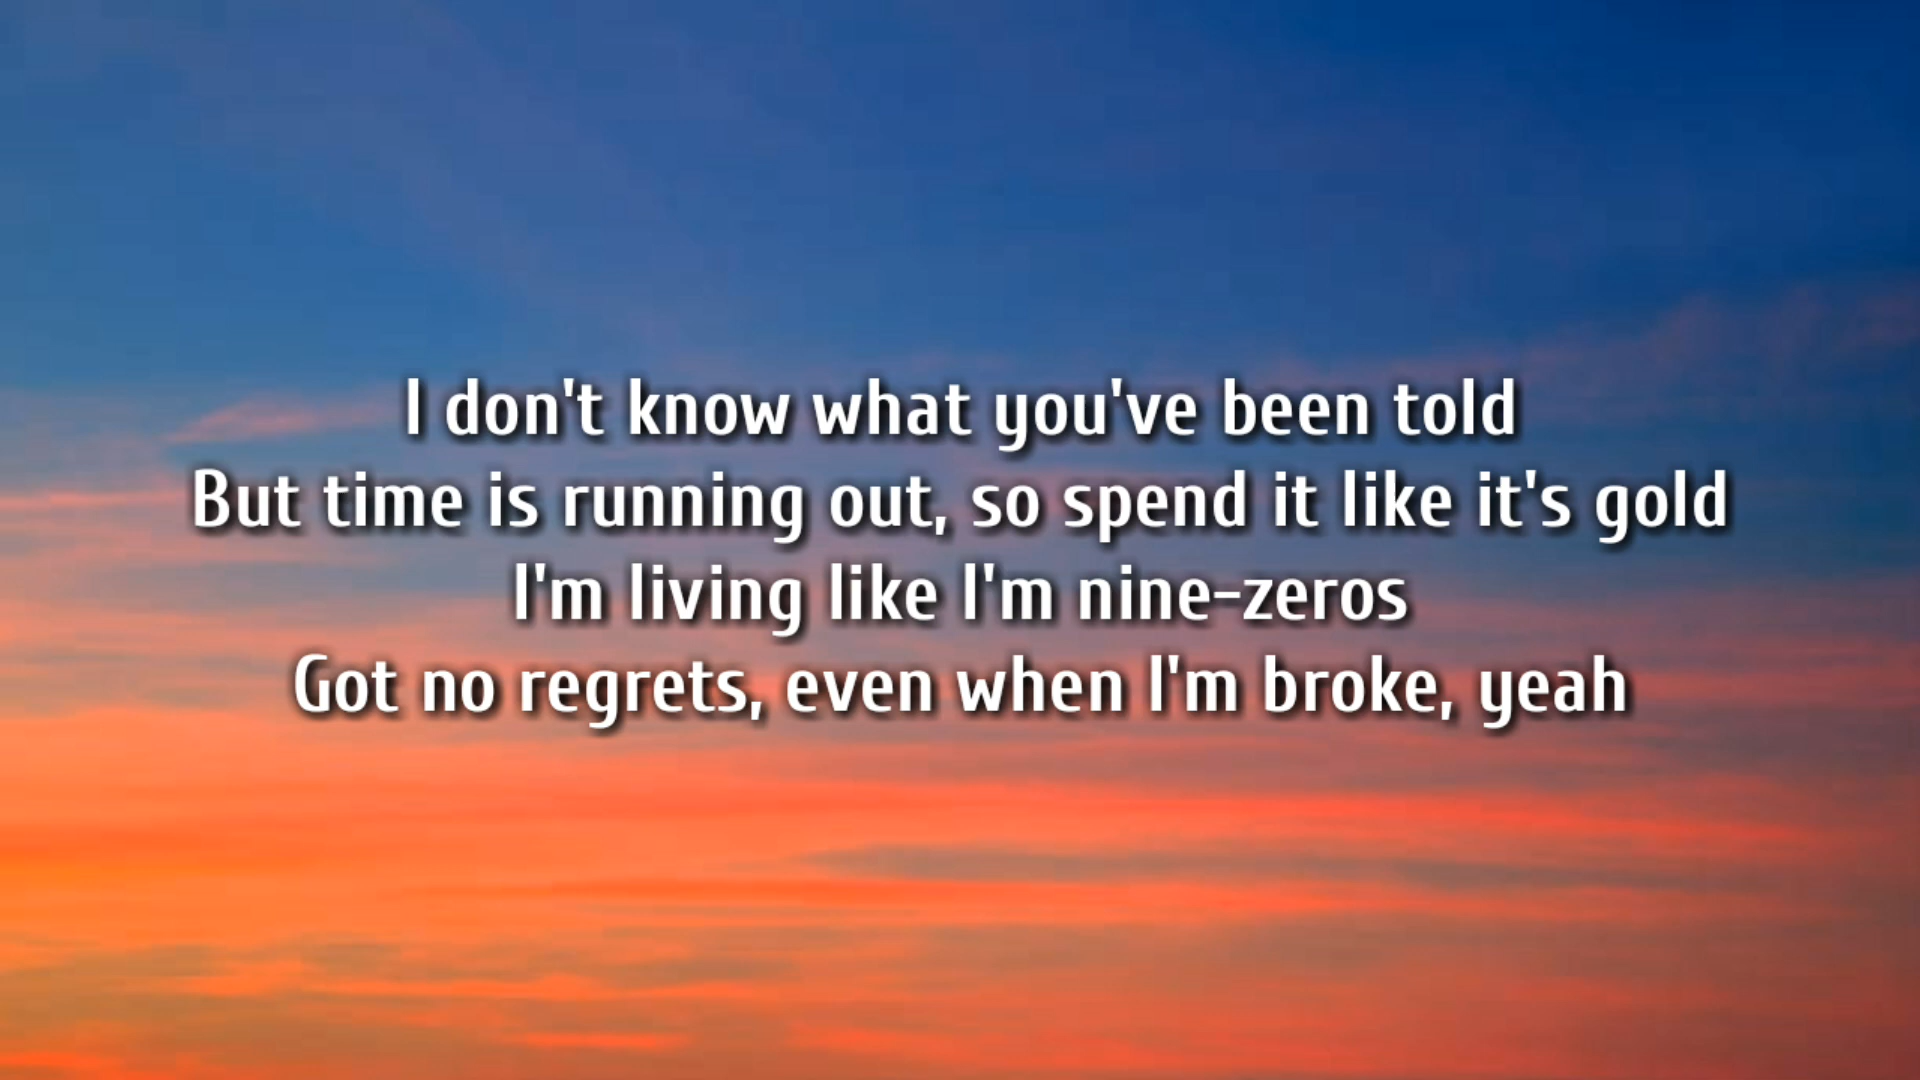 I don't know what you've been told
But time is running out, so spend it like it's gold
I'm living like I'm nine-zeros
Got no regrets, even when I'm broke, yeah